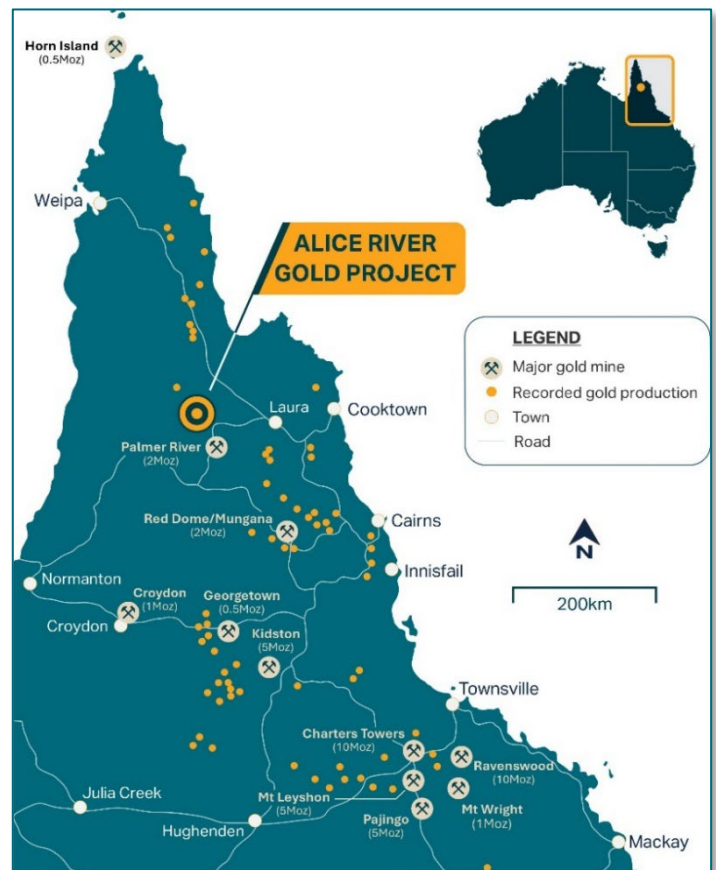 Horn Island
(0.5Moz)
Weipa
ALICE RIVER
GOLD PROJECT
LEGEND
Major gold mine
Recorded gold production
Town
Road
Laura
Cooktown
Palmer River
(2Moz)
Red Dome/Mungana
(2Moz)
Cairns
N
Innisfail
200km
Normanton
Croydon
(1Moz)
Georgetown
(0.5Moz)
Croydon
Kidston
(5Moz)
Townsville
Charters Towers
(10Moz)
Ravenswood
(10Moz)
Mt Leyshon
(5Moz)
Mt Wright
(1Moz)
Pajingo
(5Moz)
Julia Creek
Hughenden
Mackay